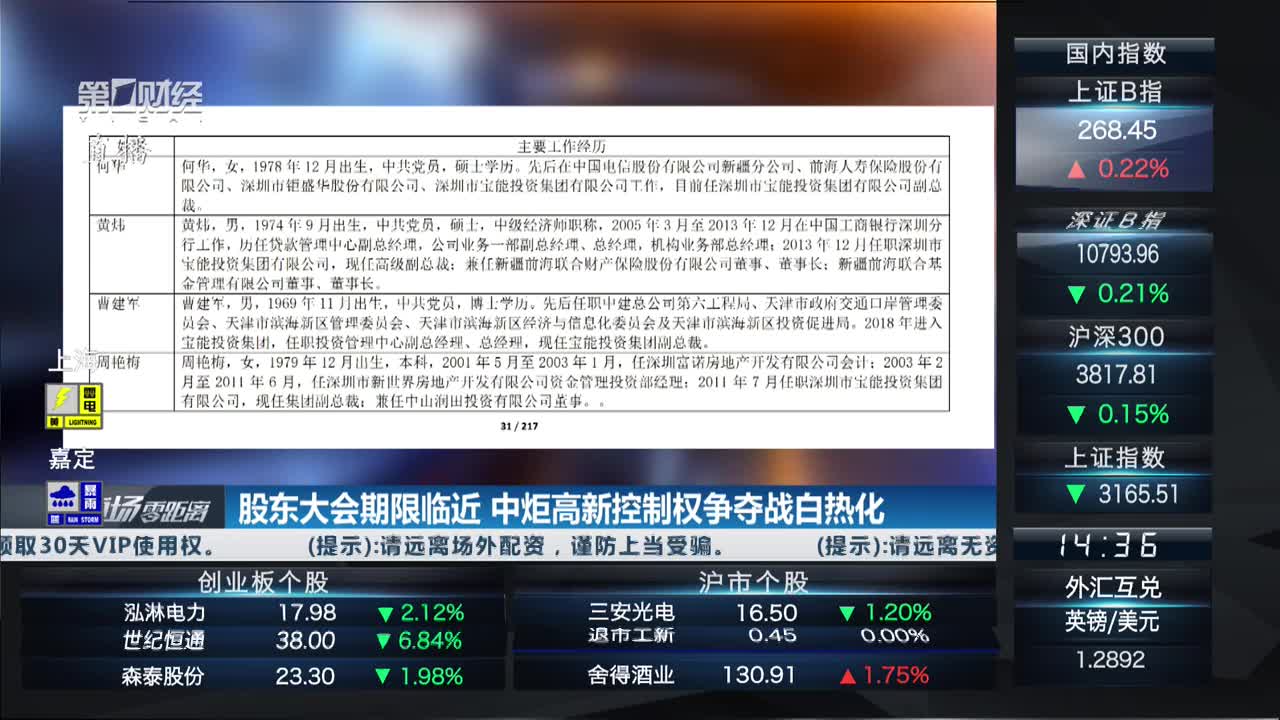 第一财经
直播
主要工作经历
何华
何华，女，1978年12月出生，中共党员，硕士学历。先后在中国电信股份有限公司新疆分公司、前海人寿保险股份有
限公司、深圳市钜盛华股份有限公司、深圳市宝能投资集团有限公司工作，目前任深圳市宝能投资集团有限公司副总
裁。
黄炜
黄炜，男，1974年9月出生，中共党员，硕士，中级经济师职称，2005年3月至2013年12月在中国工商银行深圳分
行工作，历任贷款管理中心副总经理，公司业务一部副总经理、总经理，机构业务部总经理；2013年12月任职深圳市
宝能投资集团有限公司，现任高级副总裁；兼任新疆前海联合财产保险股份有限公司董事、董事长；新疆前海联合基
金管理有限公司董事、董事长。
曹建军
曹建军，男，1969年11月出生，中共党员，博士学历。先后任职中建总公司第六工程局、天津市政府交通口岸管理委
员会、天津市滨海新区管理委员会、天津市滨海新区经济与信息化委员会及天津市滨海新区投资促进局。2018年进入
宝能投资集团，任职投资管理中心副总经理、总经理，现任宝能投资集团副总裁。
周艳梅
周艳梅，女，1979年12月出生，本科，2001年5月至2003年1月，任深圳富诺房地产开发有限公司会计；2003年2
月至2011年6月，任深圳市新世界房地产开发有限公司资金管理投资部经理；2011年7月任职深圳市宝能投资集团
有限公司，现任集团副总裁；兼任中山润田投资有限公司董事。。
31 / 217
上海
雷电
黄 LIGHTNING
嘉定
暴雨
蓝 RAIN STORM
市场零距离
股东大会期限临近 中炬高新控制权争夺战白热化
领取30天VIP使用权。 (提示):请远离场外配资，谨防上当受骗。 (提示):请远离无资
创业板个股
泓淋电力 17.98 ▼2.12%
世纪恒通 38.00 ▼6.84%
森泰股份 23.30 ▼1.98%
沪市个股
三安光电 16.50 ▼1.20%
退市工新 0.45 0.00%
舍得酒业 130.91 ▲1.75%
国内指数
上证B指
268.45
▲ 0.22%
深证B指
10793.96
▼ 0.21%
沪深300
3817.81
▼ 0.15%
上证指数
▼ 3165.51
14:36
外汇互兑
英镑/美元
1.2892